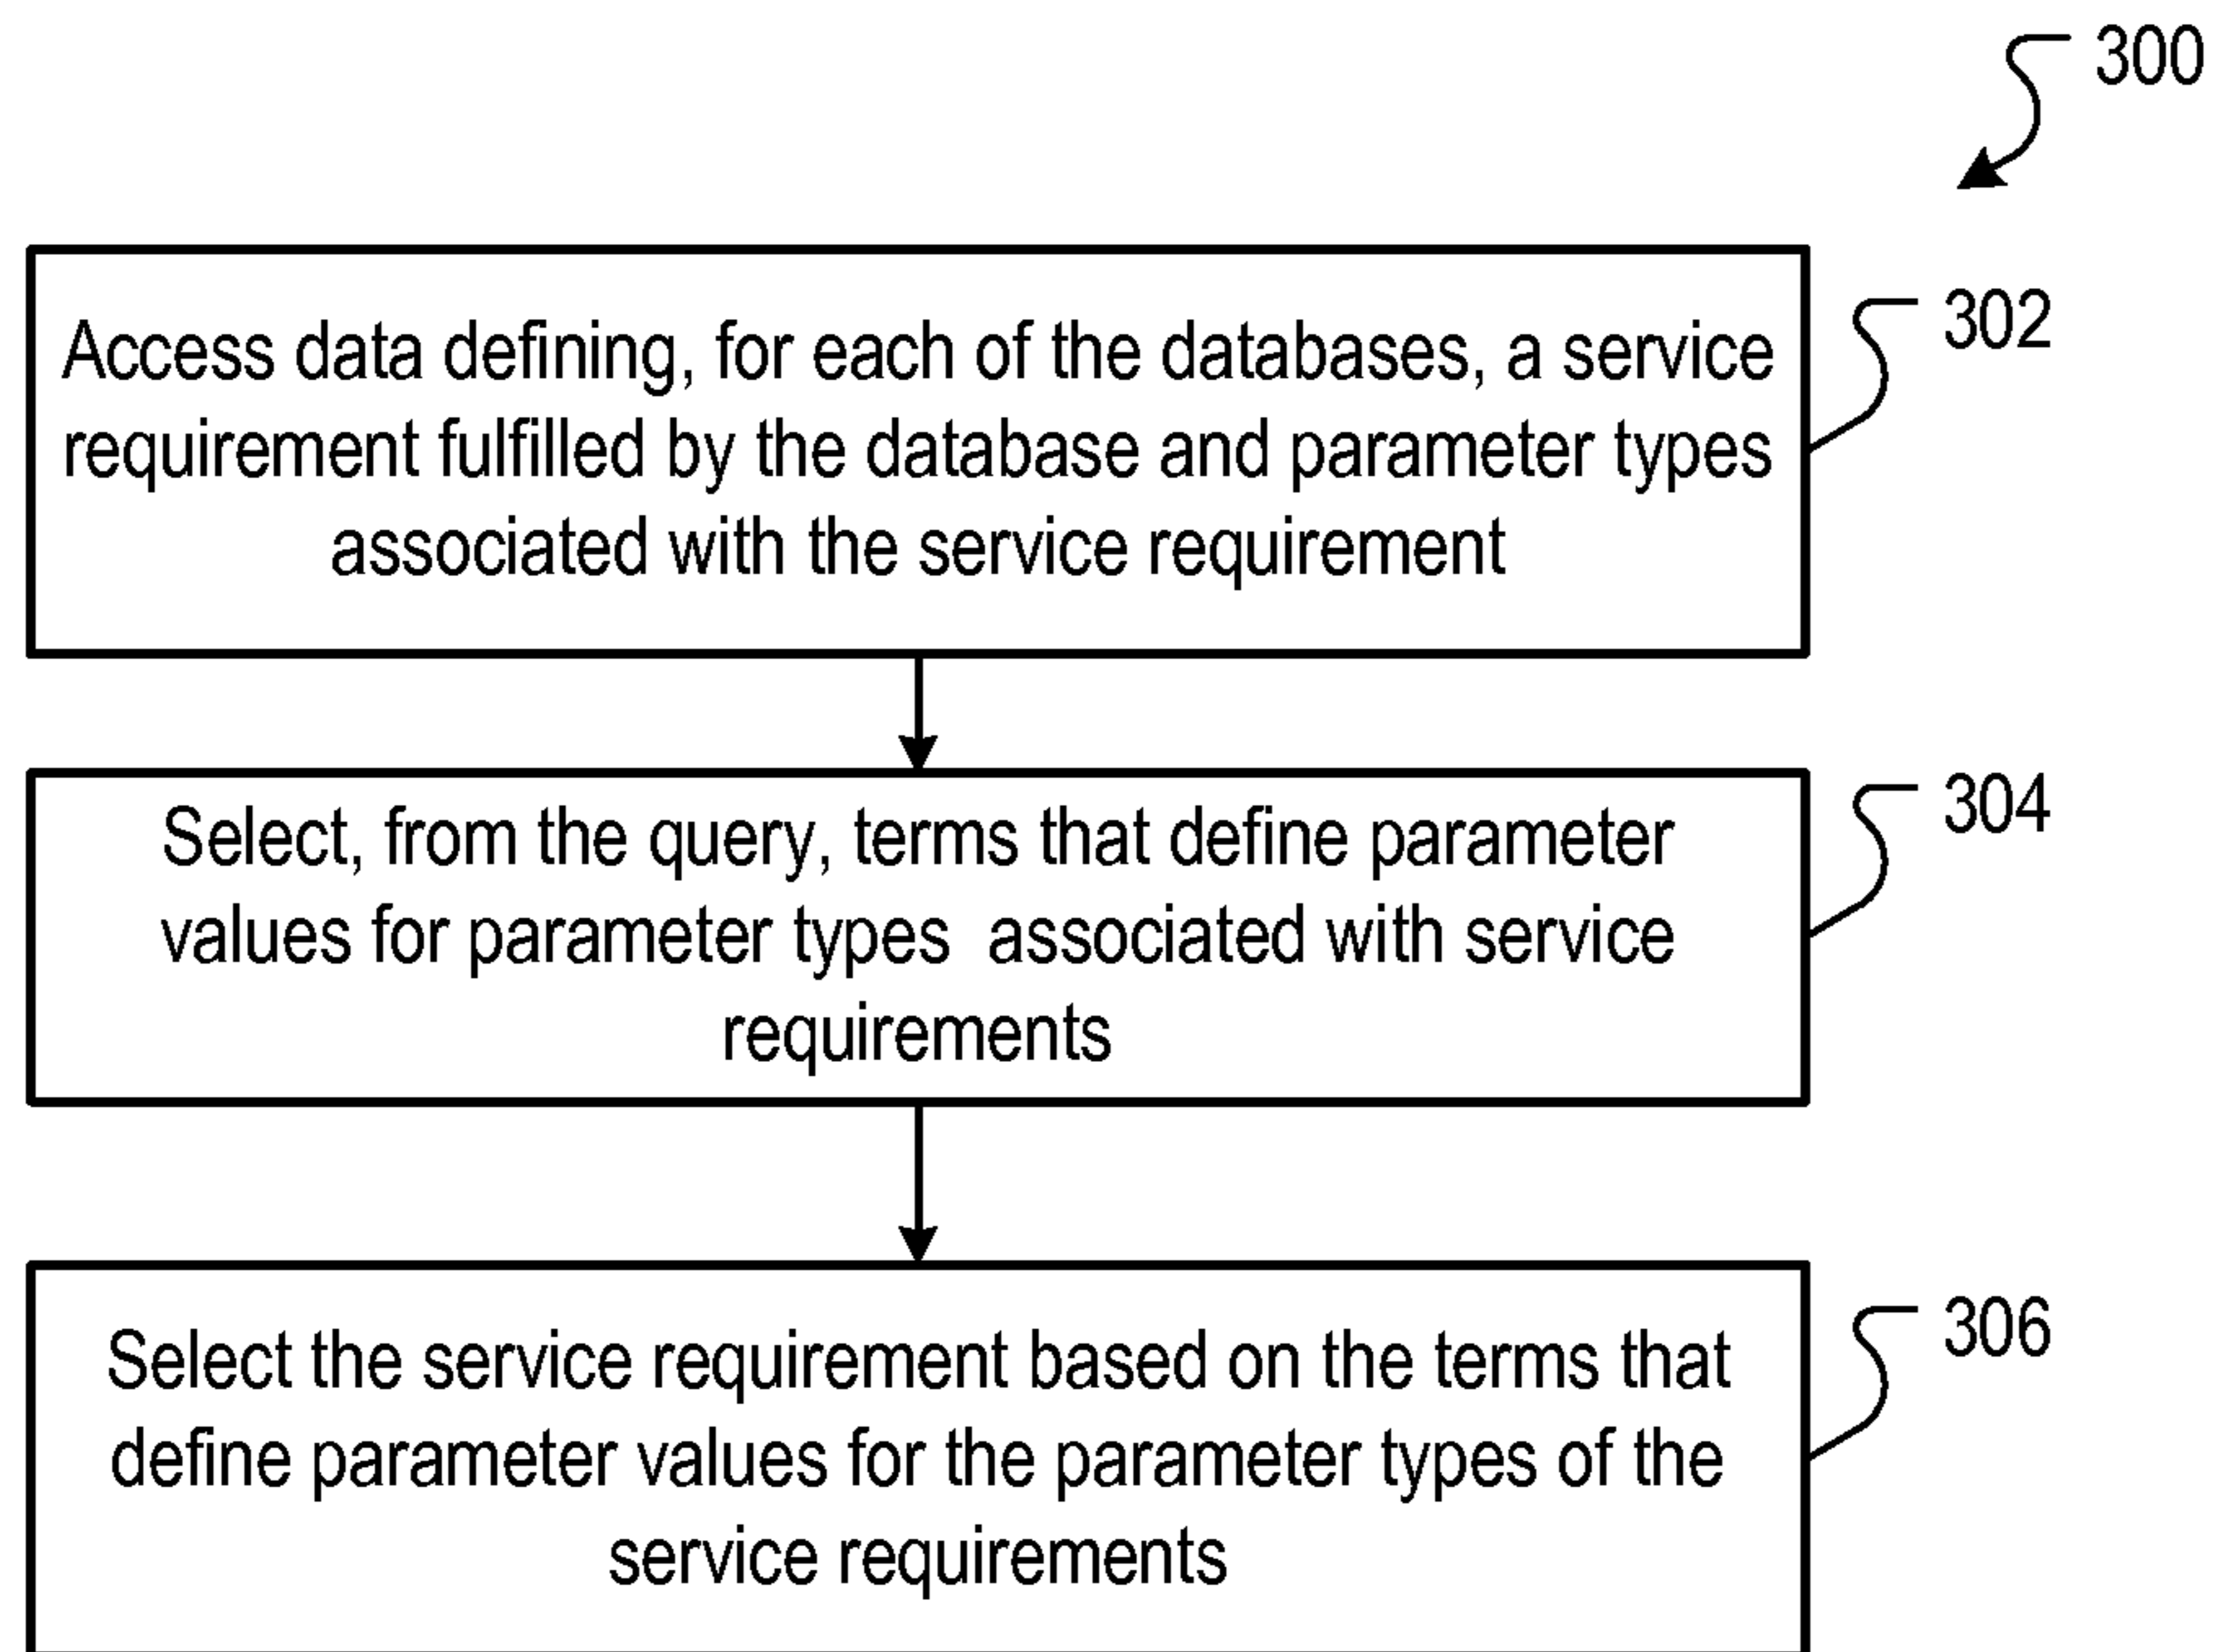 300
Access data defining, for each of the databases, a service
requirement fulfilled by the database and parameter types
associated with the service requirement
302
Select, from the query, terms that define parameter
values for parameter types  associated with service
requirements
304
Select the service requirement based on the terms that
define parameter values for the parameter types of the
service requirements
306